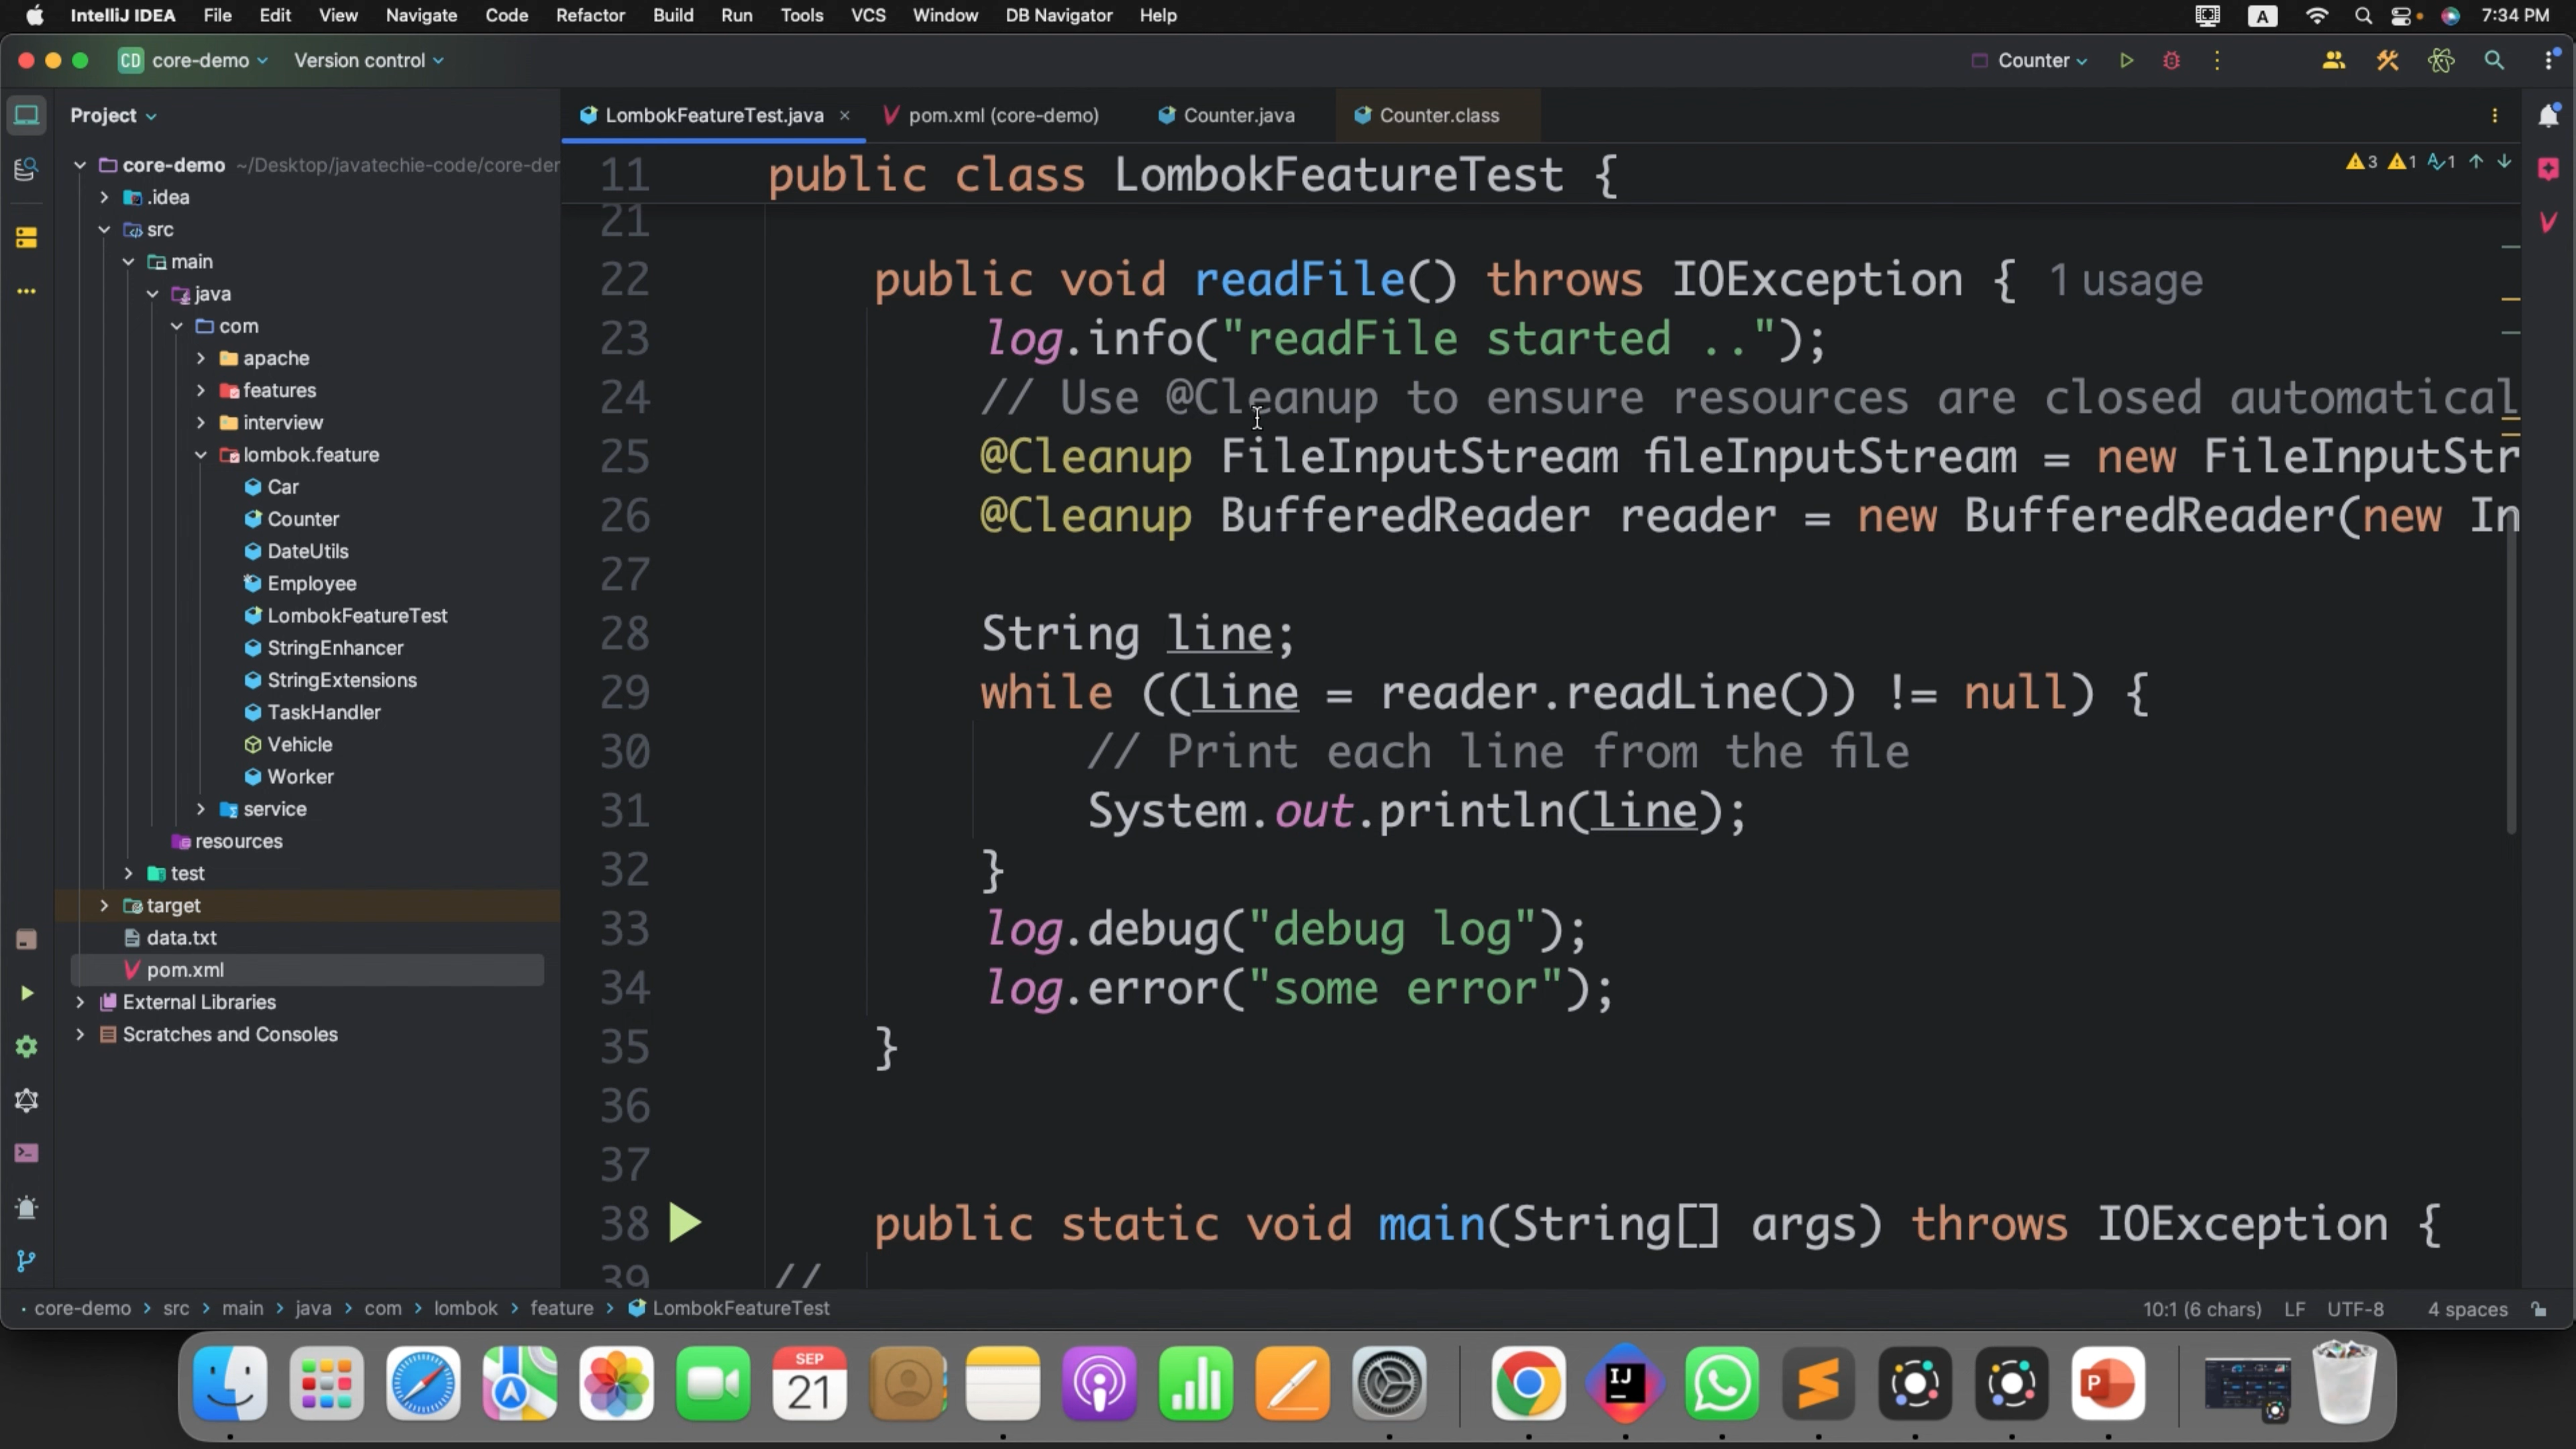 IntelliJ IDEA File Edit View Navigate Code Refactor Build Run Tools VCS Window DB Navigator Help A 7:34 PM
CD core-demo Version control Counter
Project
LombokFeatureTest.java pom.xml (core-demo) Counter.java Counter.class
core-demo ~/Desktop/javatechie-code/core-der
.idea
src
main
java
com
apache
features
interview
lombok.feature
Car
Counter
DateUtils
Employee
LombokFeatureTest
StringEnhancer
StringExtensions
TaskHandler
Vehicle
Worker
service
resources
test
target
data.txt
pom.xml
External Libraries
Scratches and Consoles
11 public class LombokFeatureTest { 3 1 1
21
22 public void readFile() throws IOException { 1 usage
23 log.info("readFile started ..");
24 // Use @Cleanup to ensure resources are closed automatical
25 @Cleanup FileInputStream fileInputStream = new FileInputStr
26 @Cleanup BufferedReader reader = new BufferedReader(new In
27
28 String line;
29 while ((line = reader.readLine()) != null) {
30 // Print each line from the file
31 System.out.println(line);
32 }
33 log.debug("debug log");
34 log.error("some error");
35 }
36
37
38 public static void main(String[] args) throws IOException {
39 //
core-demo > src > main > java > com > lombok > feature > LombokFeatureTest 10:1 (6 chars) LF UTF-8 4 spaces
SEP
21
IJ
P